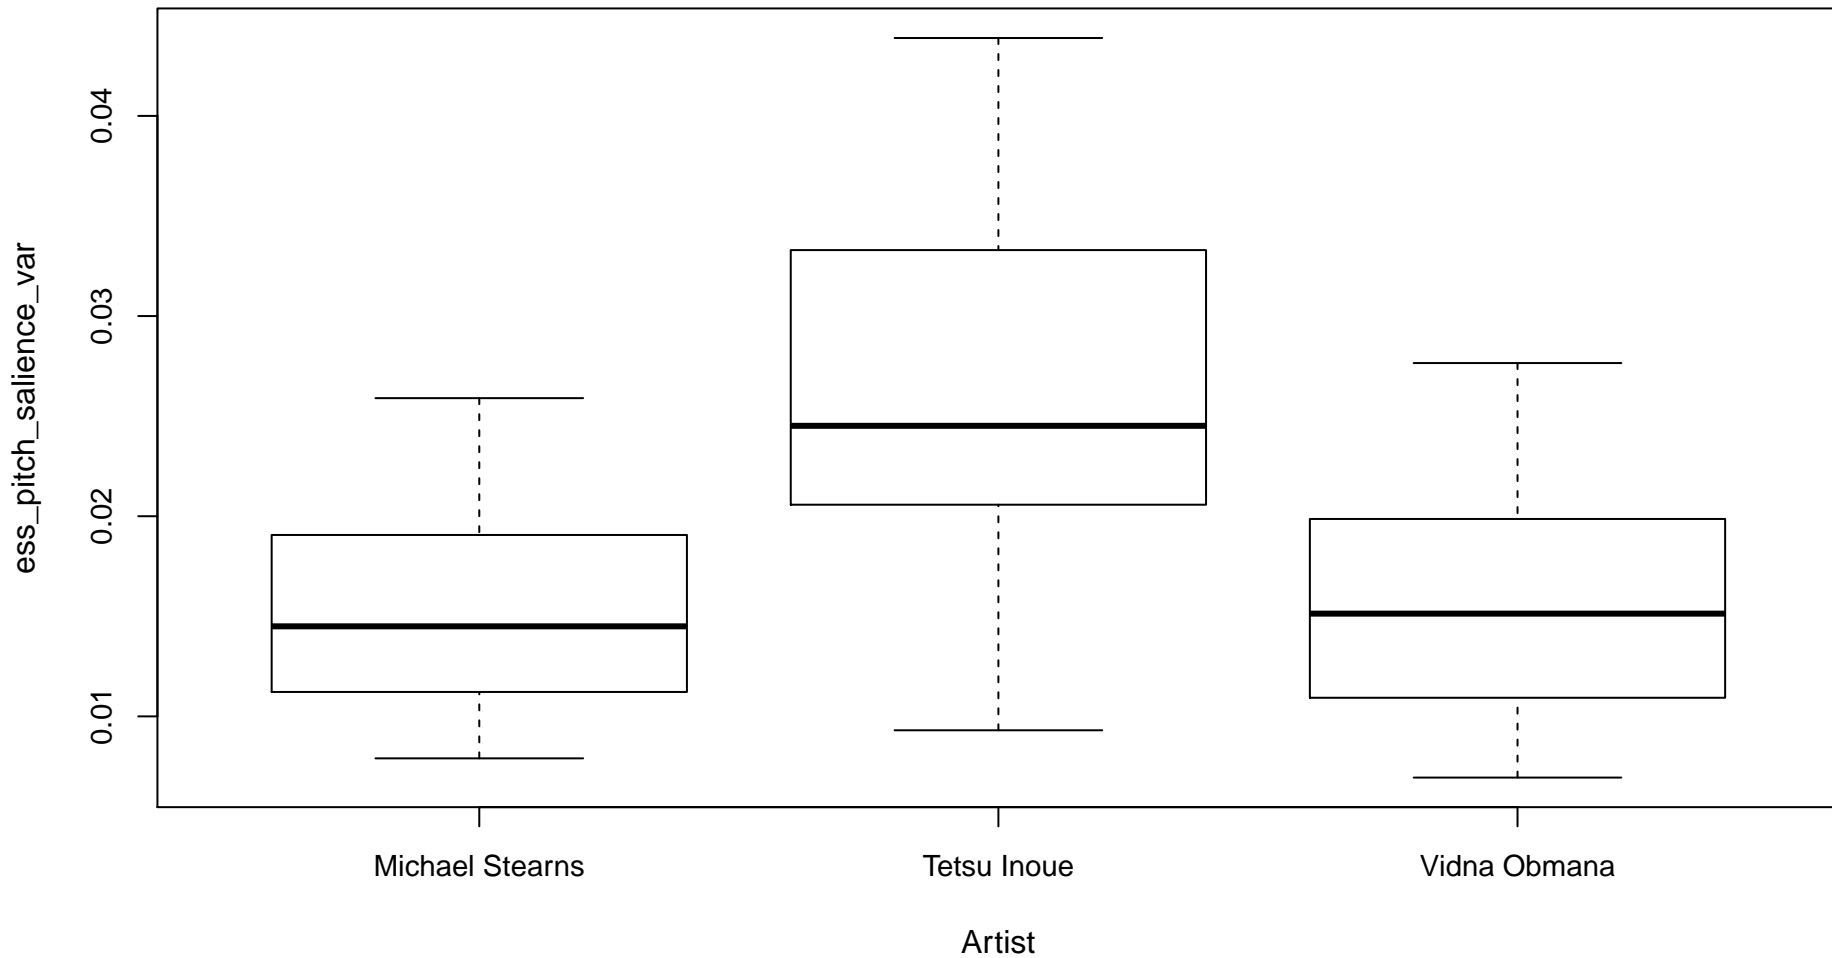 ess_pitch_salience_var
0.04
0.03
0.02
0.01
Michael Stearns
Tetsu Inoue
Vidna Obmana
Artist